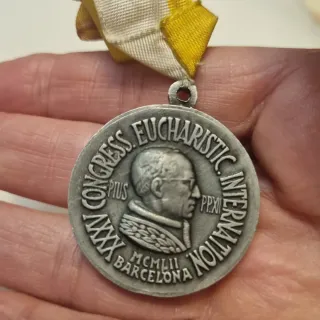 XXXV CONGRESS. EUCHARISTIC. INTERNATION
PIUS PP.XII
MCMLII
BARCELONA